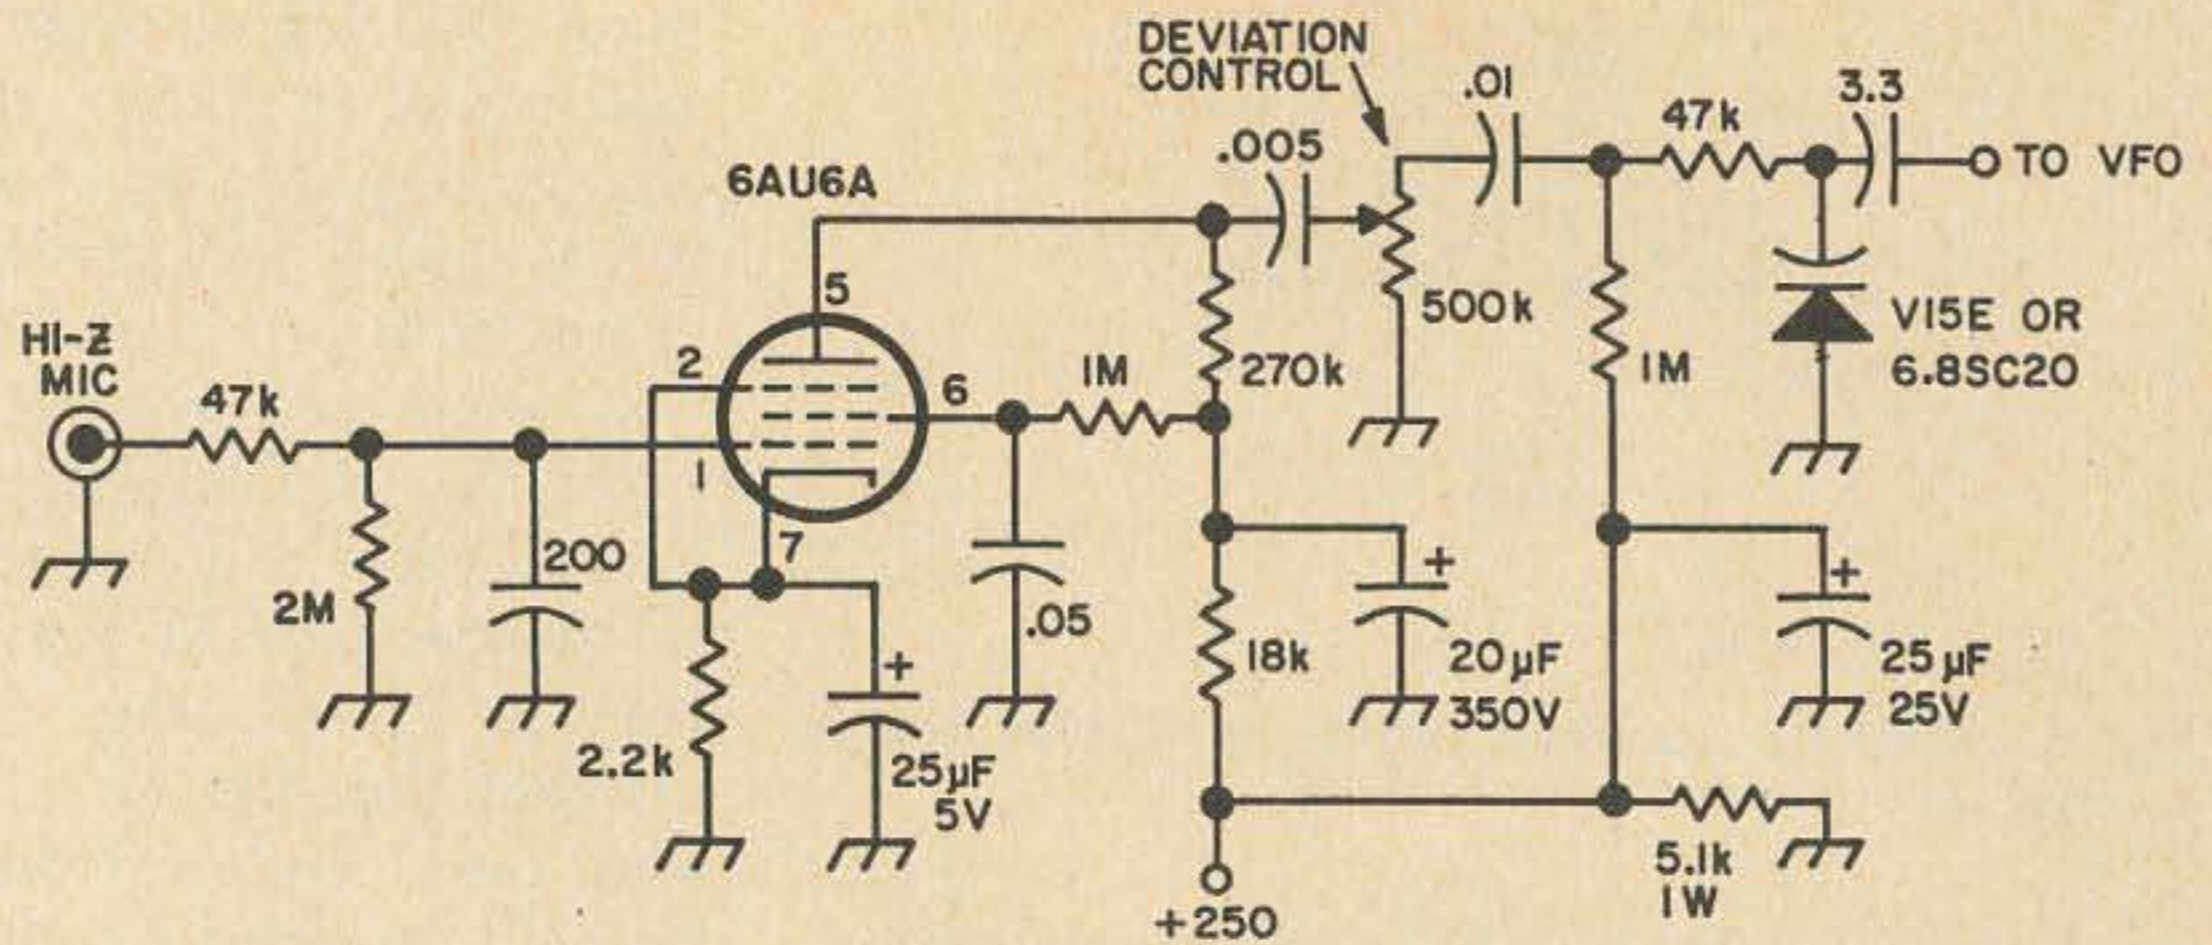 DEVIATION
CONTROL
.01
47k
3.3
.005
TO VFO
6AU6A
5
500k
V15E OR
6.8SC20
HI-Z
MIC
47k
2
6
1M
270k
1M
1
7
200
2M
.05
18k
20µF
350V
25µF
25V
2.2k
25µF
5V
5.1k
1W
+250